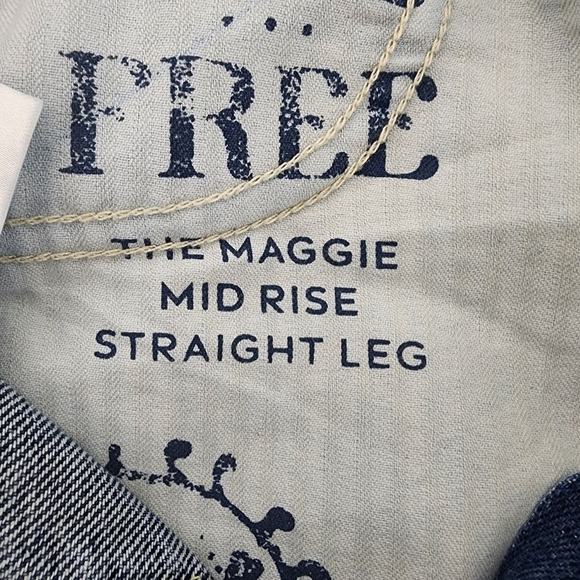 FREE
THE MAGGIE
MID RISE
STRAIGHT LEG